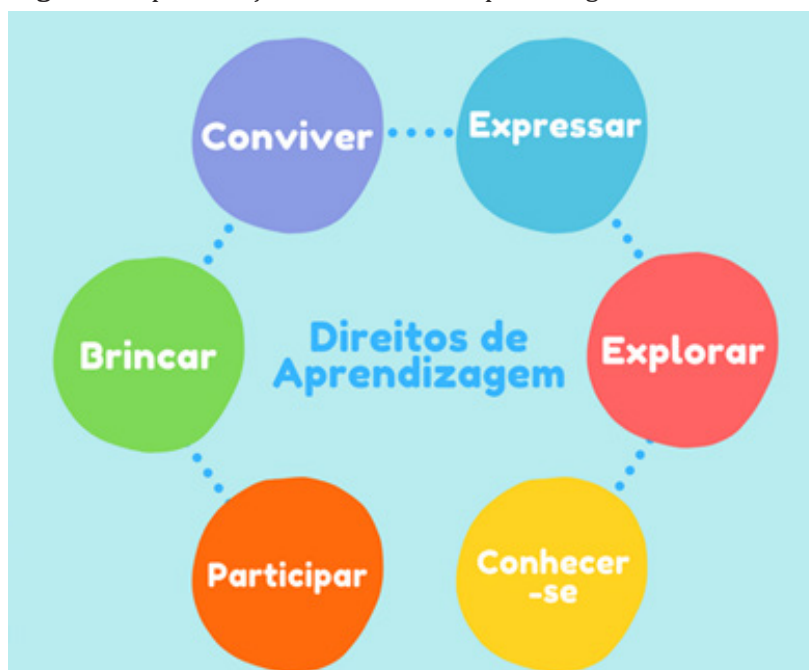 Conviver
Expressar
Brincar
Direitos de
Aprendizagem
Explorar
Participar
Conhecer
-se